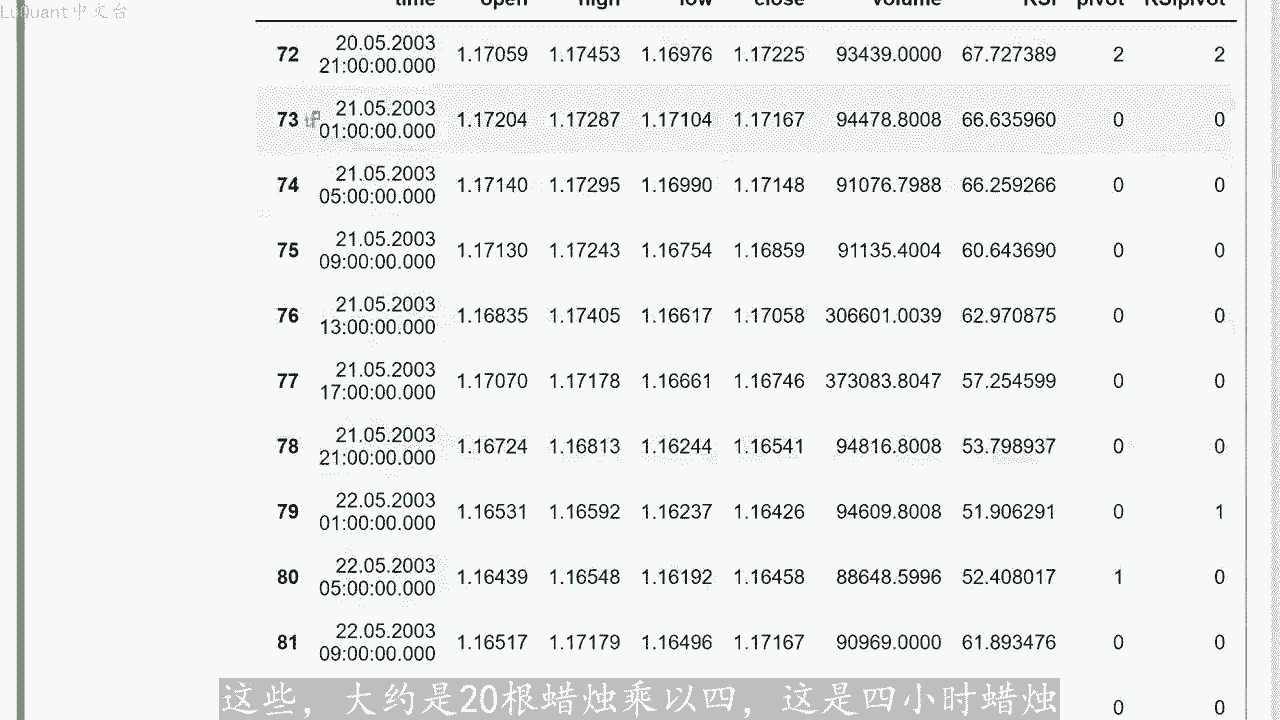 LuQuant中文台
time open high low close volume RSI pivot RSIpivot
72 20.05.2003 21:00:00.000 1.17059 1.17453 1.16976 1.17225 93439.0000 67.727389 2 2
73 21.05.2003 01:00:00.000 1.17204 1.17287 1.17104 1.17167 94478.8008 66.635960 0 0
74 21.05.2003 05:00:00.000 1.17140 1.17295 1.16990 1.17148 91076.7988 66.259266 0 0
75 21.05.2003 09:00:00.000 1.17130 1.17243 1.16754 1.16859 91135.4004 60.643690 0 0
76 21.05.2003 13:00:00.000 1.16835 1.17405 1.16617 1.17058 306601.0039 62.970875 0 0
77 21.05.2003 17:00:00.000 1.17070 1.17178 1.16661 1.16746 373083.8047 57.254599 0 0
78 21.05.2003 21:00:00.000 1.16724 1.16813 1.16244 1.16541 94816.8008 53.798937 0 0
79 22.05.2003 01:00:00.000 1.16531 1.16592 1.16237 1.16426 94609.8008 51.906291 0 1
80 22.05.2003 05:00:00.000 1.16439 1.16548 1.16192 1.16458 88648.5996 52.408017 1 0
81 22.05.2003 09:00:00.000 1.16517 1.17179 1.16496 1.17167 90969.0000 61.893476 0 0
0 0
这些，大约是20根蜡烛乘以四，这是四小时蜡烛